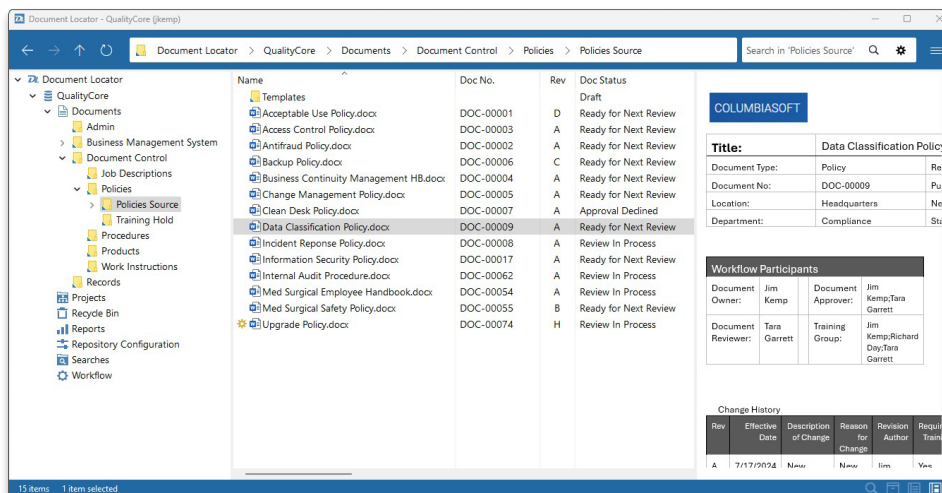 Document Locator - QualityCore (jkemp)
Document Locator > QualityCore > Documents > Document Control > Policies > Policies Source
Search in 'Policies Source'
Document Locator
QualityCore
Documents
Admin
Business Management System
Document Control
Job Descriptions
Policies
Policies Source
Training Hold
Procedures
Products
Work Instructions
Records
Projects
Recycle Bin
Reports
Repository Configuration
Searches
Workflow
Name Doc No. Rev Doc Status
Templates Draft
Acceptable Use Policy.docx DOC-00001 D Ready for Next Review
Access Control Policy.docx DOC-00003 A Ready for Next Review
Antifraud Policy.docx DOC-00002 A Ready for Next Review
Backup Policy.docx DOC-00006 C Ready for Next Review
Business Continuity Management HB.docx DOC-00004 A Ready for Next Review
Change Management Policy.docx DOC-00005 A Ready for Next Review
Clean Desk Policy.docx DOC-00007 A Approval Declined
Data Classification Policy.docx DOC-00009 A Ready for Next Review
Incident Reponse Policy.docx DOC-00008 A Review In Process
Information Security Policy.docx DOC-00017 A Ready for Next Review
Internal Audit Procedure.docx DOC-00062 A Review In Process
Med Surgical Employee Handbook.docx DOC-00054 A Review In Process
Med Surgical Safety Policy.docx DOC-00055 B Ready for Next Review
Upgrade Policy.docx DOC-00074 H Review In Process
COLUMBIASOFT
Title: Data Classification Policy
Document Type: Policy Re
Document No: DOC-00009 Pu
Location: Headquarters Ne
Department: Compliance Sta
Workflow Participants
Document Owner: Jim Kemp Document Approver: Jim Kemp;Tara Garrett
Document Reviewer: Tara Garrett Training Group: Jim Kemp;Richard Day;Tara Garrett
Change History
Rev Effective Date Description of Change Reason for Change Revision Author Requir Traini
A 7/17/2024 New New Jim Yes
15 items 1 item selected